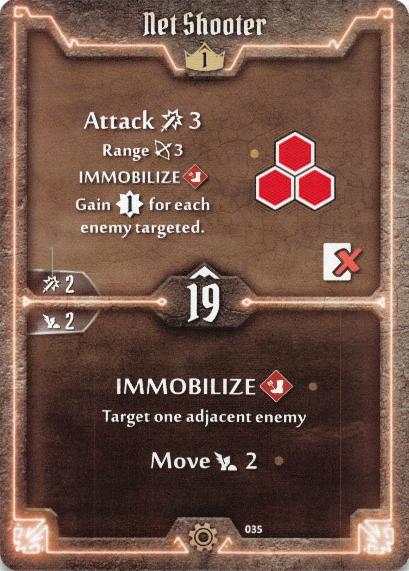 Net Shooter
1
Attack 3
Range 3
IMMOBILIZE
Gain 1 for each
enemy targeted.
2
19
2
IMMOBILIZE
Target one adjacent enemy
Move 2
035